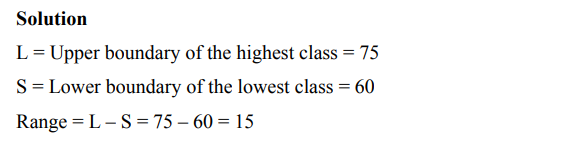 Solution
L = Upper boundary of the highest class = 75
S = Lower boundary of the lowest class = 60
Range = L – S = 75 – 60 = 15